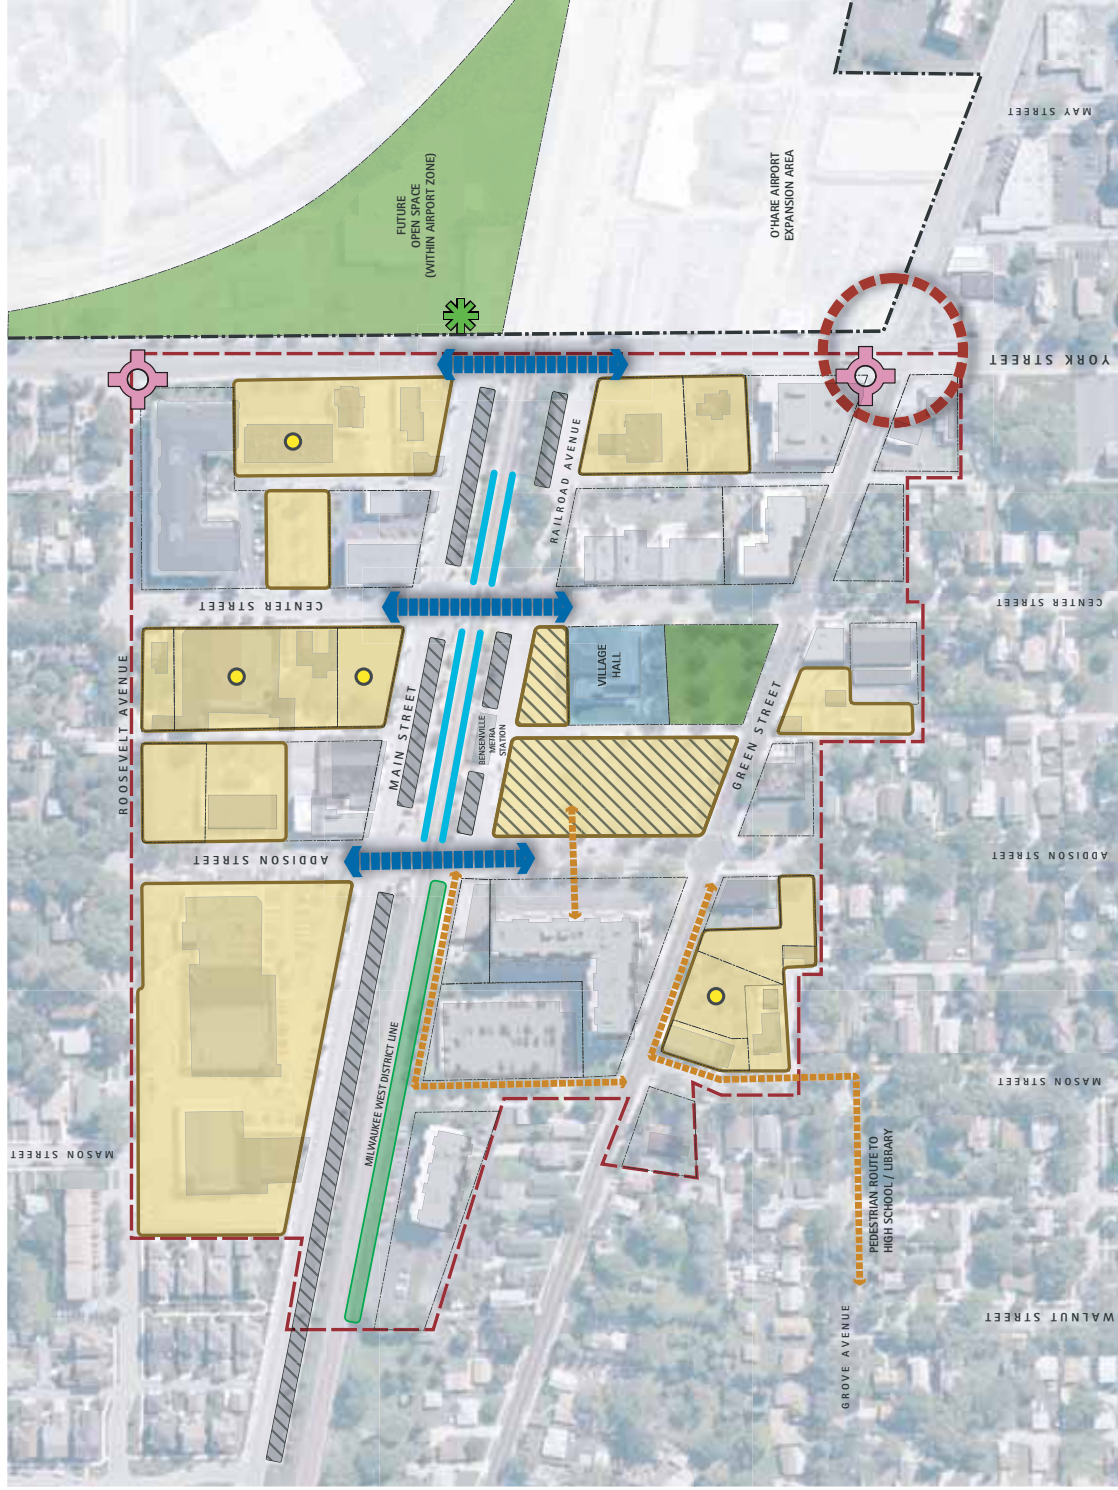 MAY STREET
FUTURE
OPEN SPACE
(WITHIN AIRPORT ZONE)
O'HARE AIRPORT
EXPANSION AREA
YORK STREET
7
RAILROAD AVENUE
CENTER STREET
CENTER STREET
ROOSEVELT AVENUE
MAIN STREET
BENSENVILLE
METRA
STATION
VILLAGE
HALL
GREEN STREET
ADDISON STREET
ADDISON STREET
MILWAUKEE WEST DISTRICT LINE
MASON STREET
MASON STREET
PEDESTRIAN ROUTE TO
HIGH SCHOOL / LIBRARY
GROVE AVENUE
WALNUT STREET